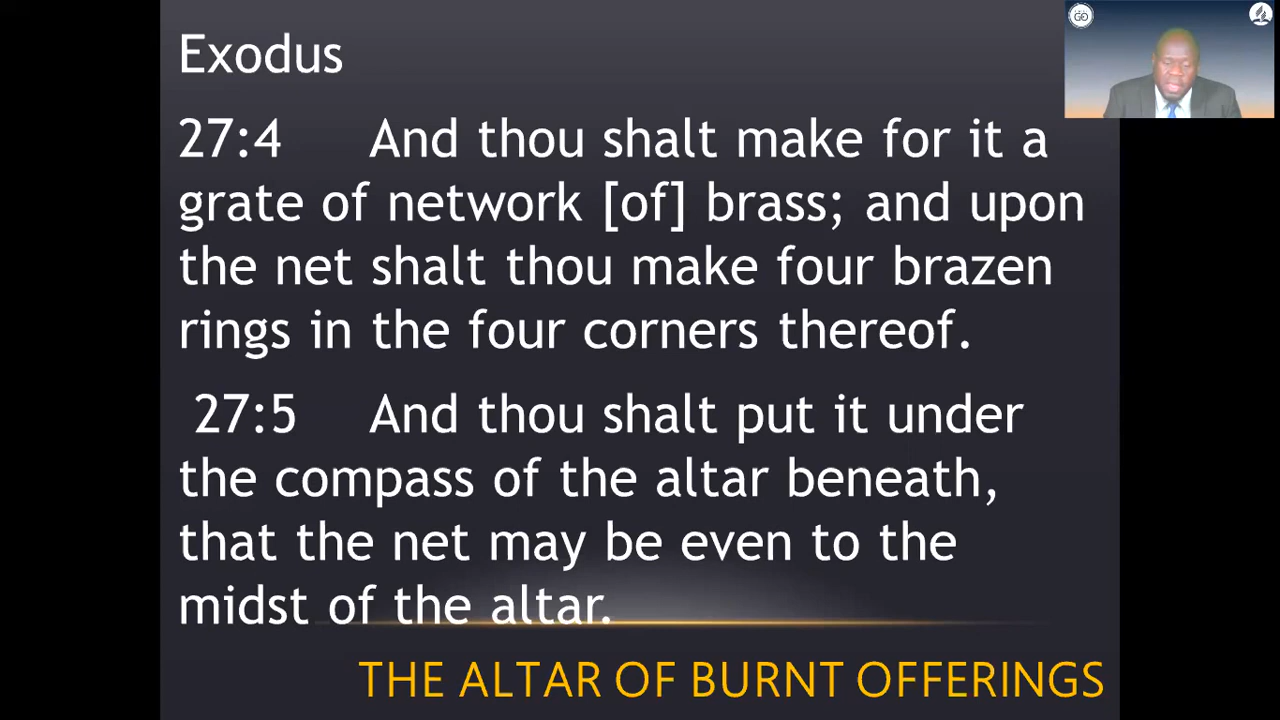 Exodus
27:4 And thou shalt make for it a
grate of network [of] brass; and upon
the net shalt thou make four brazen
rings in the four corners thereof.
27:5 And thou shalt put it under
the compass of the altar beneath,
that the net may be even to the
midst of the altar.
THE ALTAR OF BURNT OFFERINGS